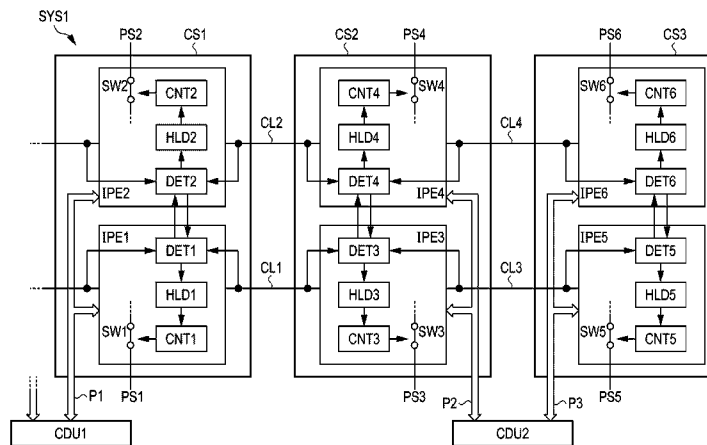 SYS1
PS2 CS1 CS2 PS4 PS6 CS3
SW2 CNT2 CNT4 SW4 SW6 CNT6
HLD2 CL2 HLD4 CL4 HLD6
DET2 DET4 DET6
IPE2 IPE4 IPE6
IPE1 IPE3 IPE5
DET1 DET3 DET5
CL1 CL3
HLD1 HLD3 HLD5
SW1 CNT1 CNT3 SW3 SW5 CNT5
P1 PS1 PS3 P2 P3 PS5
CDU1 CDU2